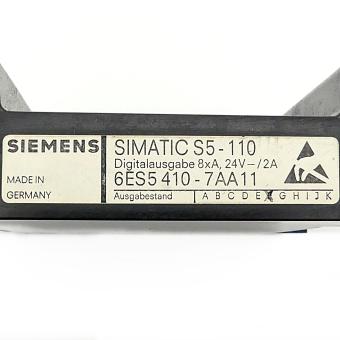 SIEMENS
SIMATIC S5-110
Digitalausgabe 8xA, 24V-/2A
MADE IN
GERMANY
6ES5 410-7AA11
Ausgabestand A B C D E F G H I J K